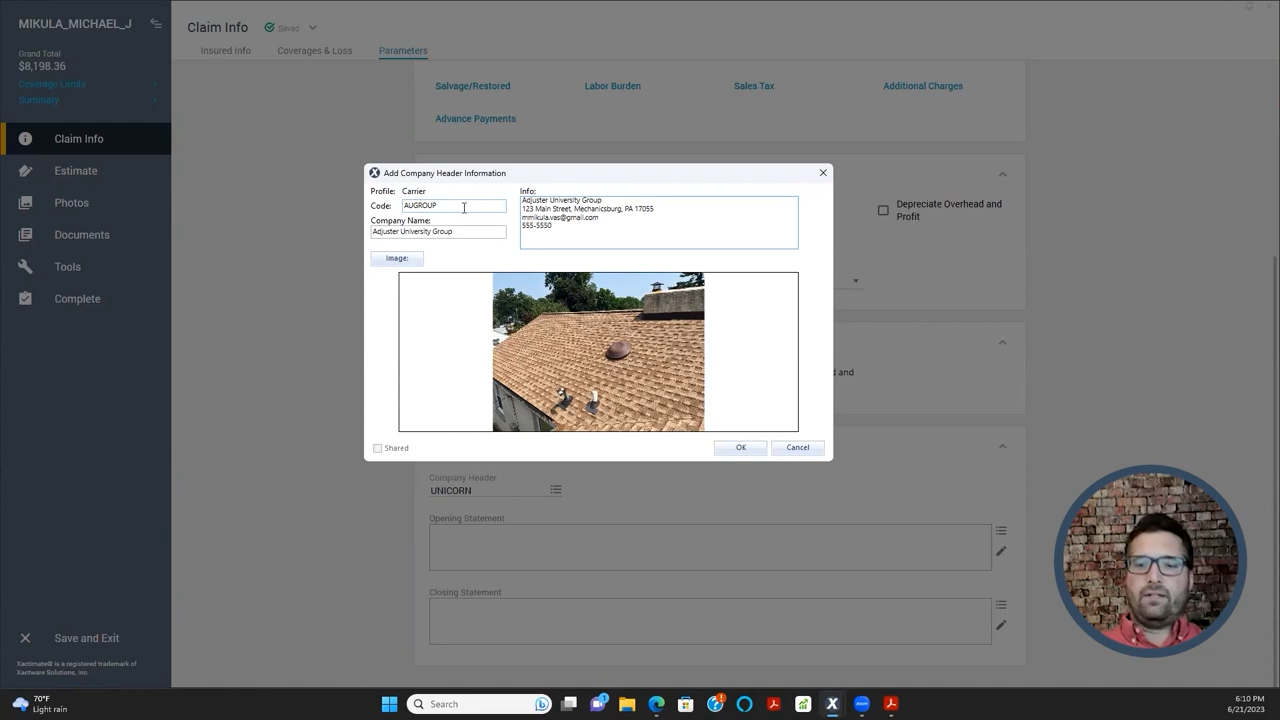 MIKULA_MICHAEL_J
Grand Total
$8,198.36
Coverage Limits
Summary
Claim Info
Estimate
Photos
Documents
Tools
Complete
Save and Exit
Xactimate® is a registered trademark of
Xactware Solutions, Inc.
Claim Info
Saved
Insured Info
Coverages & Loss
Parameters
Salvage/Restored
Labor Burden
Sales Tax
Additional Charges
Advance Payments
Depreciate Overhead and
Profit
d and
Add Company Header Information
Profile: Carrier
Code: AUGROUP
Company Name:
Adjuster University Group
Image:
Info:
Adjuster University Group
123 Main Street, Mechanicsburg, PA 17055
mmikula.vas@gmail.com
555-5550
Shared
OK
Cancel
Company Header
UNICORN
Opening Statement
Closing Statement
70°F
Light rain
Search
6:10 PM
6/21/2023